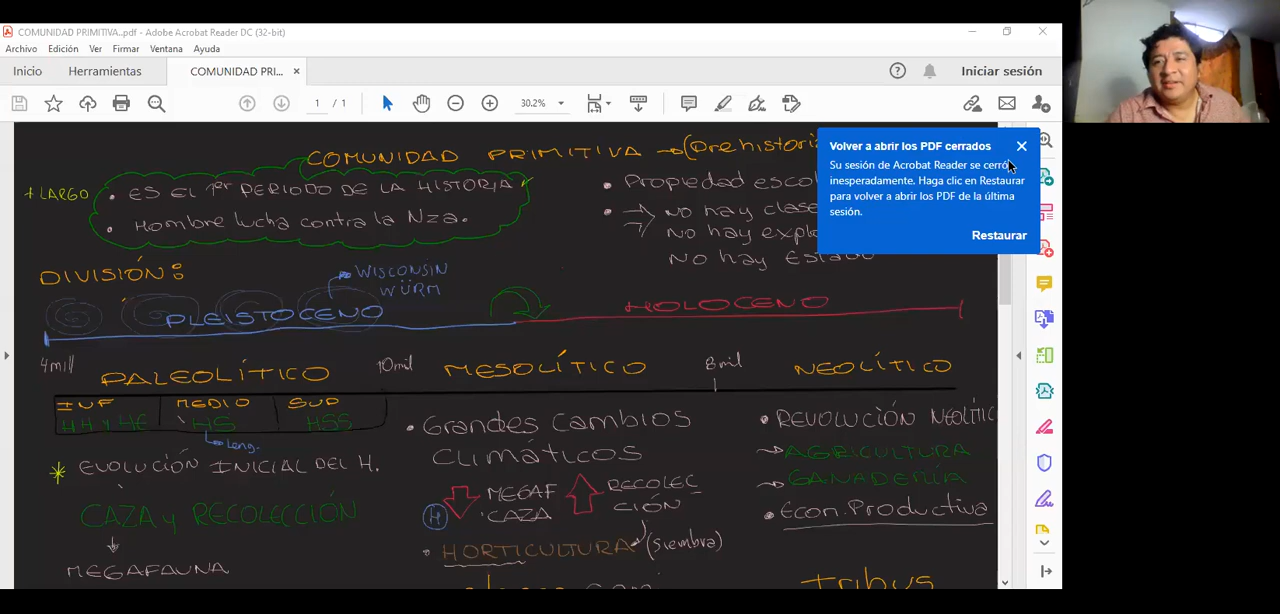 COMUNIDAD PRIMITIVA..pdf - Adobe Acrobat Reader DC (32-bit)
Archivo Edición Ver Firmar Ventana Ayuda
Inicio Herramientas COMUNIDAD PRI... × Iniciar sesión
1 / 1 30.2%
COMUNIDAD PRIMITIVA → (Prehistori
Volver a abrir los PDF cerrados
Su sesión de Acrobat Reader se cerró
inesperadamente. Haga clic en Restaurar
para volver a abrir los PDF de la última
sesión.
Restaurar
+ LARGO
• ES EL 1er PERIODO DE LA HISTORIA
• Hombre lucha contra la Nza.
• Propiedad
• → No hay clase
→ No hay explo
No hay Estado
DIVISIÓN:
WISCONSIN
WÜRM
PLEISTOCENO HOLOCENO
4mill 10mil 8mil
PALEOLÍTICO MESOLÍTICO NEOLÍTICO
INF MEDIO SUP
HH y HE HS HSS
Leng.
* EVOLUCIÓN INICIAL DEL H.
CAZA y RECOLECCIÓN
MEGAFAUNA
• Grandes cambios
climáticos
H MEGAF
CAZA
RECOLEC
CIÓN
• HORTICULTURA (siembra)
• REVOLUCIÓN NEOLÍTIC
→ AGRICULTURA
→ GANADERÍA
• Econ. Productiva
Tribus